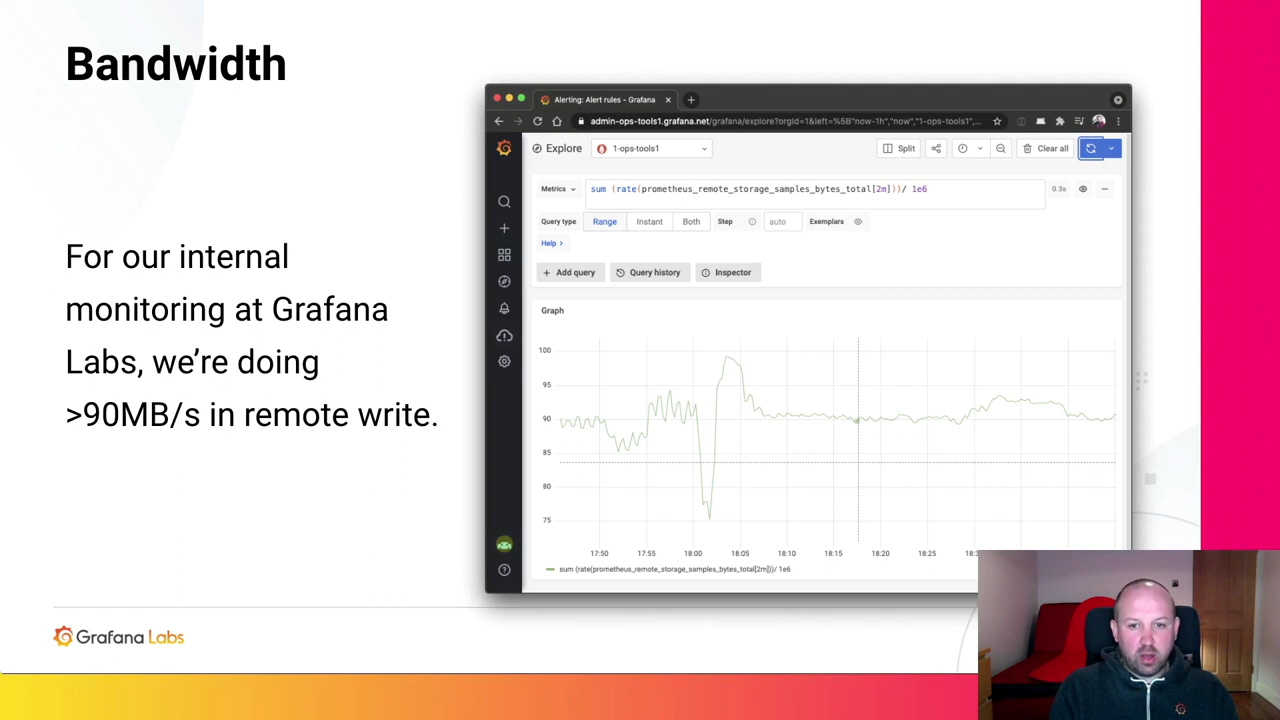 Bandwidth
For our internal
monitoring at Grafana
Labs, we're doing
>90MB/s in remote write.
Alerting: Alert rules - Grafana
admin-ops-tools1.grafana.net/grafana/explore?orgId=1&left=%5B"now-1h","now","1-ops-tools1",...
Explore
1-ops-tools1
Split
Clear all
Metrics
sum (rate(prometheus_remote_storage_samples_bytes_total[2m]))/ 1e6
0.3s
Query type
Range
Instant
Both
Step
auto
Exemplars
Help >
+ Add query
Query history
Inspector
Graph
100
95
90
85
80
75
17:50
17:55
18:00
18:05
18:10
18:15
18:20
18:25
sum (rate(prometheus_remote_storage_samples_bytes_total[2m]))/ 1e6
Grafana Labs